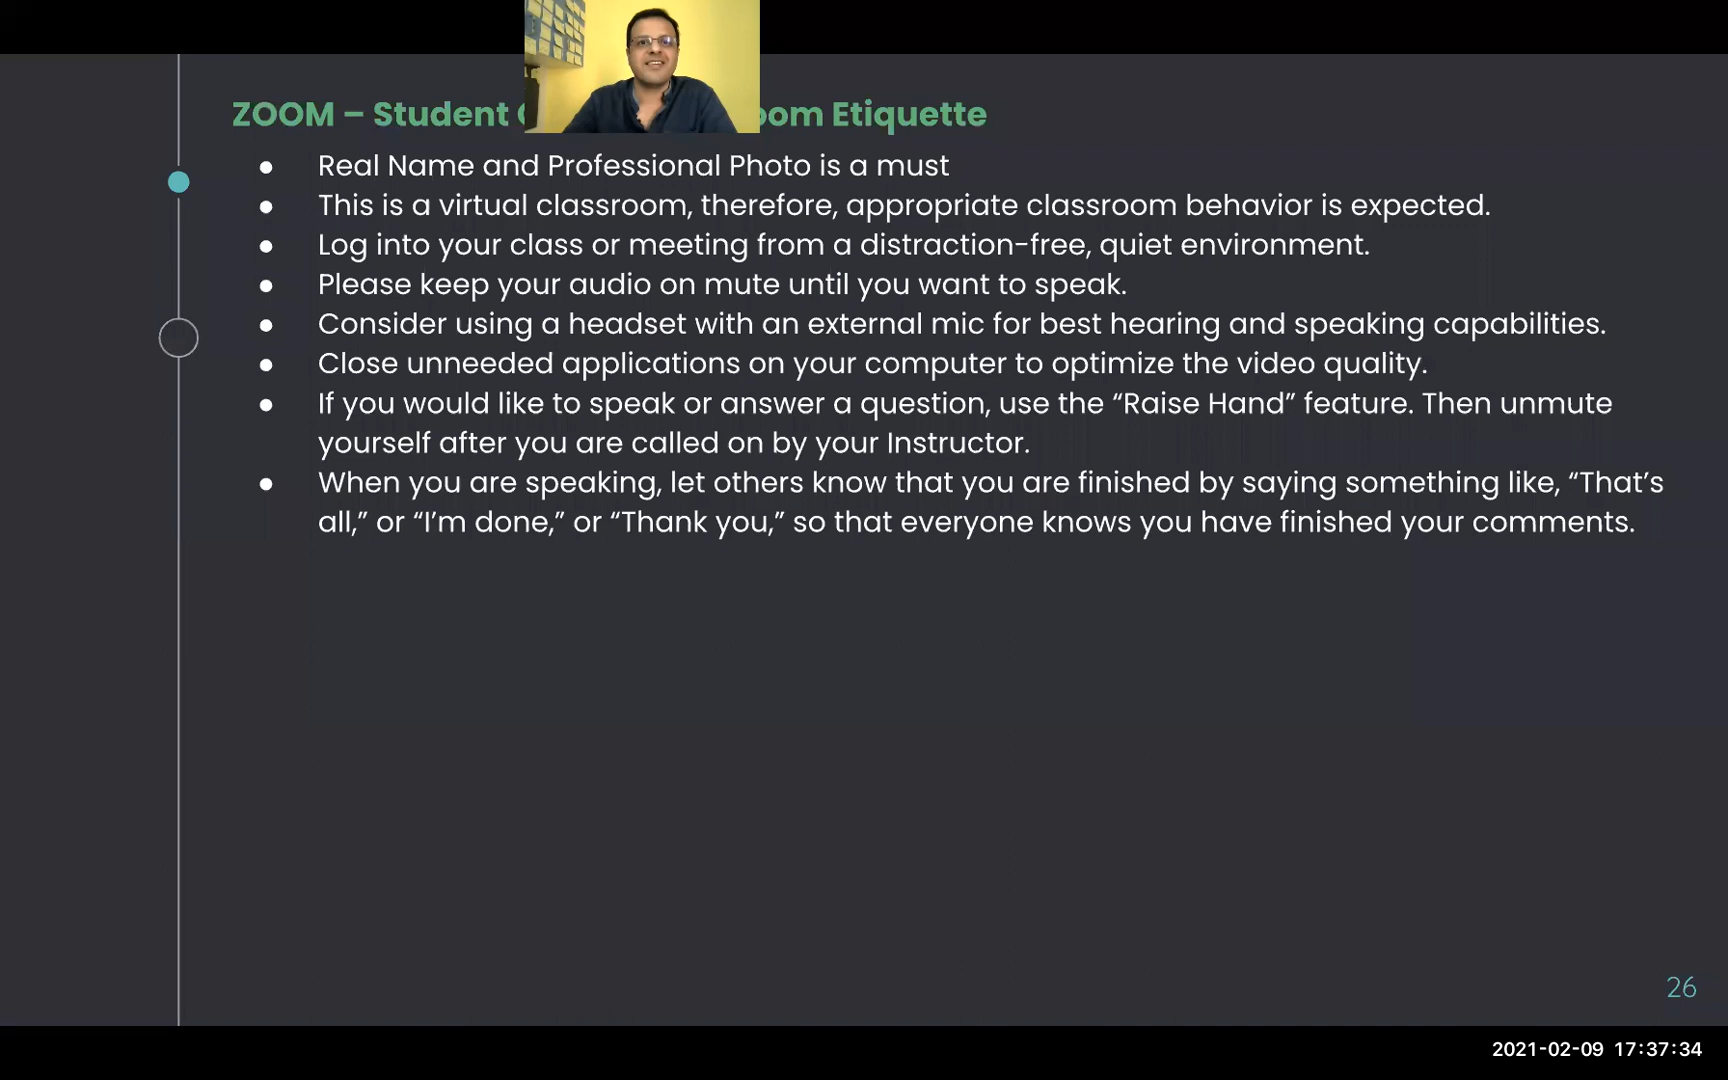 ZOOM – Student Etiquette
● Real Name and Professional Photo is a must
● This is a virtual classroom, therefore, appropriate classroom behavior is expected.
● Log into your class or meeting from a distraction-free, quiet environment.
● Please keep your audio on mute until you want to speak.
● Consider using a headset with an external mic for best hearing and speaking capabilities.
● Close unneeded applications on your computer to optimize the video quality.
● If you would like to speak or answer a question, use the “Raise Hand” feature. Then unmute
yourself after you are called on by your Instructor.
● When you are speaking, let others know that you are finished by saying something like, “That’s
all,” or “I’m done,” or “Thank you,” so that everyone knows you have finished your comments.
26
2021-02-09 17:37:34